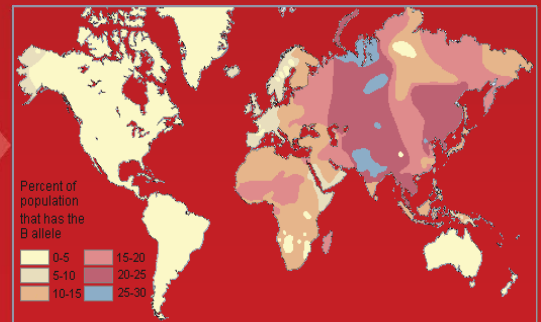 Percent of
population
that has the
B allele
0-5
15-20
5-10
20-25
10-15
25-30